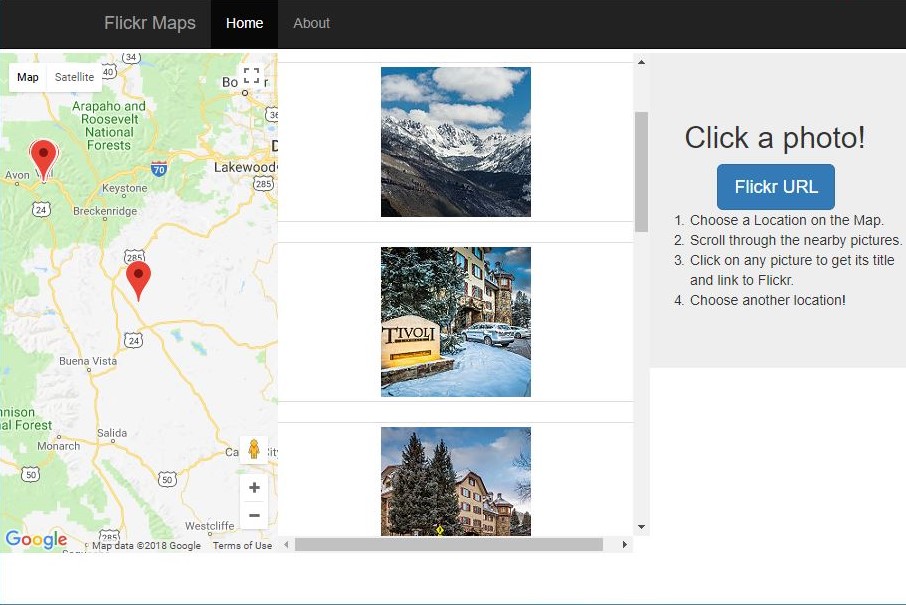 Flickr Maps
Home
About
Map
Satellite
34
40
Arapaho and
Roosevelt
National
Forests
Lakewood
70
285
Avon
Keystone
24
Breckenridge
285
24
Buena Vista
al Forest
Salida
Monarch
50
50
Westcliffe
285
Google
Map data ©2018 Google
Terms of Use
TIVOLI
Click a photo!
Flickr URL
1. Choose a Location on the Map.
2. Scroll through the nearby pictures.
3. Click on any picture to get its title
and link to Flickr.
4. Choose another location!